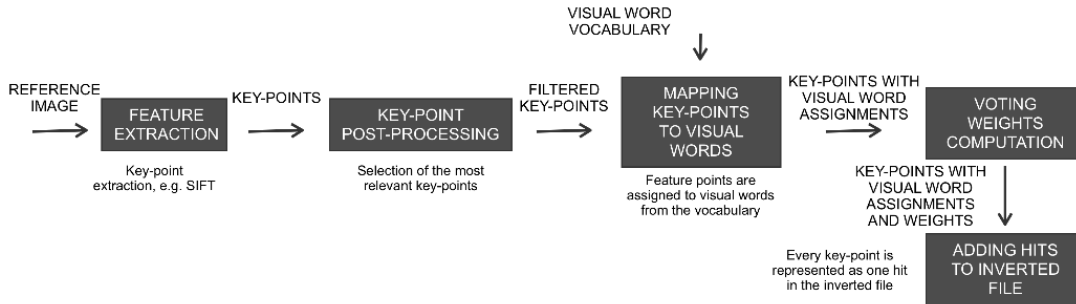 VISUAL WORD
VOCABULARY
REFERENCE
IMAGE
FEATURE
EXTRACTION
Key-point
extraction, e.g. SIFT
KEY-POINTS
KEY-POINT
POST-PROCESSING
Selection of the most
relevant key-points
FILTERED
KEY-POINTS
MAPPING
KEY-POINTS
TO VISUAL
WORDS
Feature points are
assigned to visual words
from the vocabulary
KEY-POINTS WITH
VISUAL WORD
ASSIGNMENTS
VOTING
WEIGHTS
COMPUTATION
KEY-POINTS WITH
VISUAL WORD
ASSIGNMENTS
AND WEIGHTS
Every key-point is
represented as one hit
in the inverted file
ADDING HITS
TO INVERTED
FILE